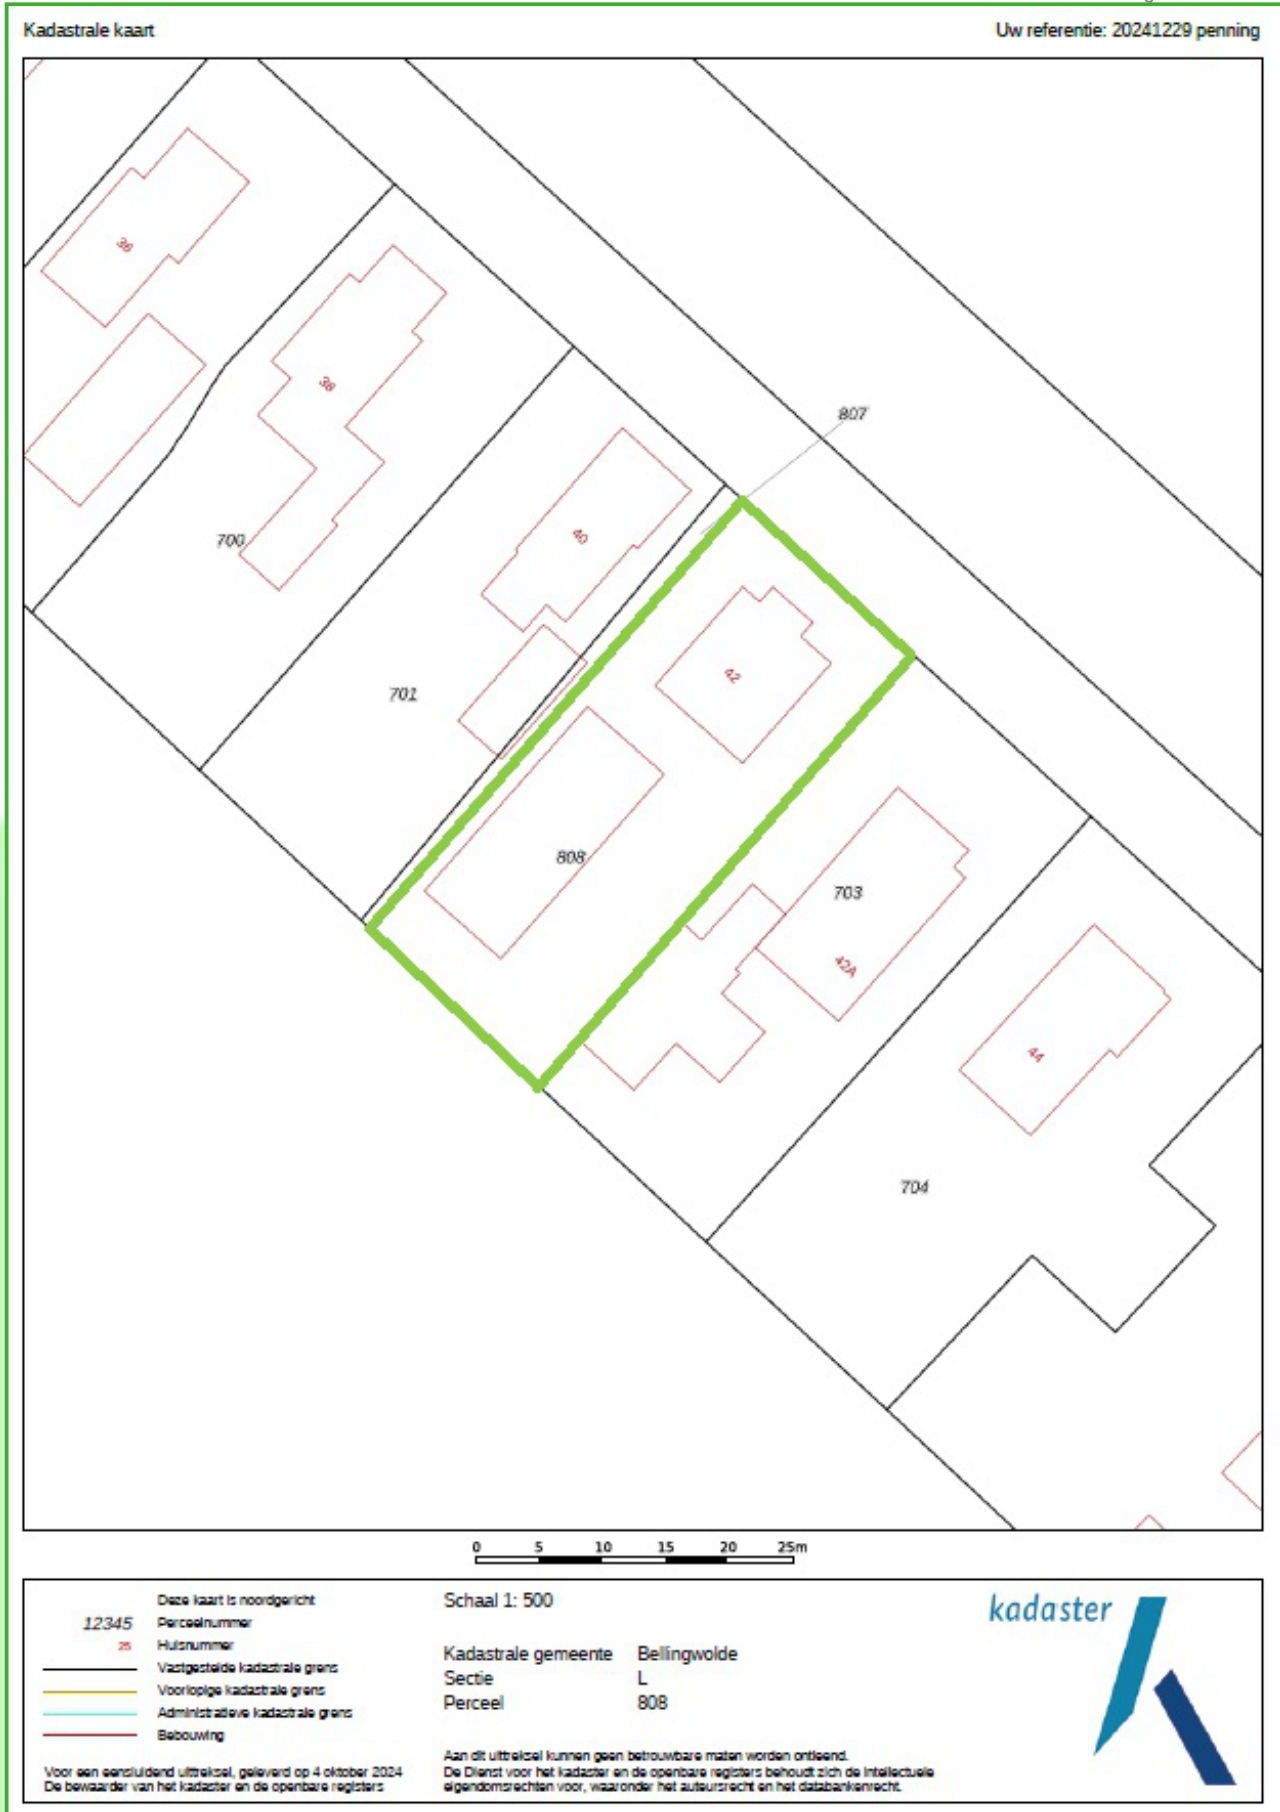 Kadastrale kaart
Uw referentie: 20241229 penning
36
38
807
40
700
42
701
808
703
42A
44
704
0 5 10 15 20 25m
Deze kaart is noordgericht
12345 Perceelnummer
25 Huisnummer
Vastgestelde kadastrale grens
Voorlopige kadastrale grens
Administratieve kadastrale grens
Bebouwing
Voor een eensluidend uittreksel, geleverd op 4 oktober 2024
De bewaarder van het kadaster en de openbare registers
Schaal 1: 500
Kadastrale gemeente Bellingwolde
Sectie L
Perceel 808
Aan dit uittreksel kunnen geen betrouwbare maten worden ontleend.
De Dienst voor het kadaster en de openbare registers behoudt zich de intellectuele
eigendomsrechten voor, waaronder het auteursrecht en het databankenrecht.
kadaster